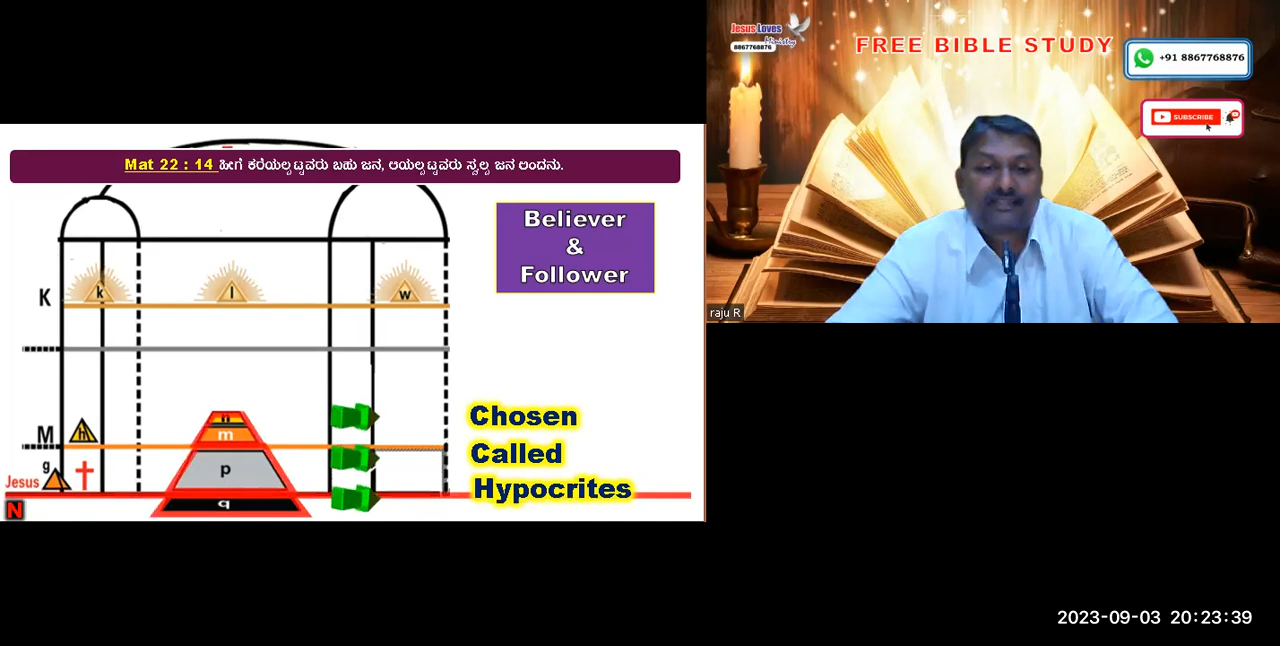 Mat 22 : 14 ಹೀಗೆ ಕರೆಯಲ್ಪಟ್ಟವರು ಬಹು ಜನ, ಆಯಲ್ಪಟ್ಟವರು ಸ್ವಲ್ಪ ಜನ ಅಂದನು.
Believer
&
Follower
K
k
l
w
M
h
n
m
g
p
Jesus
q
N
Chosen
Called
Hypocrites
Jesus Loves
Ministry
8867768876
FREE BIBLE STUDY
+91 8867768876
SUBSCRIBE
raju R
2023-09-03 20:23:39